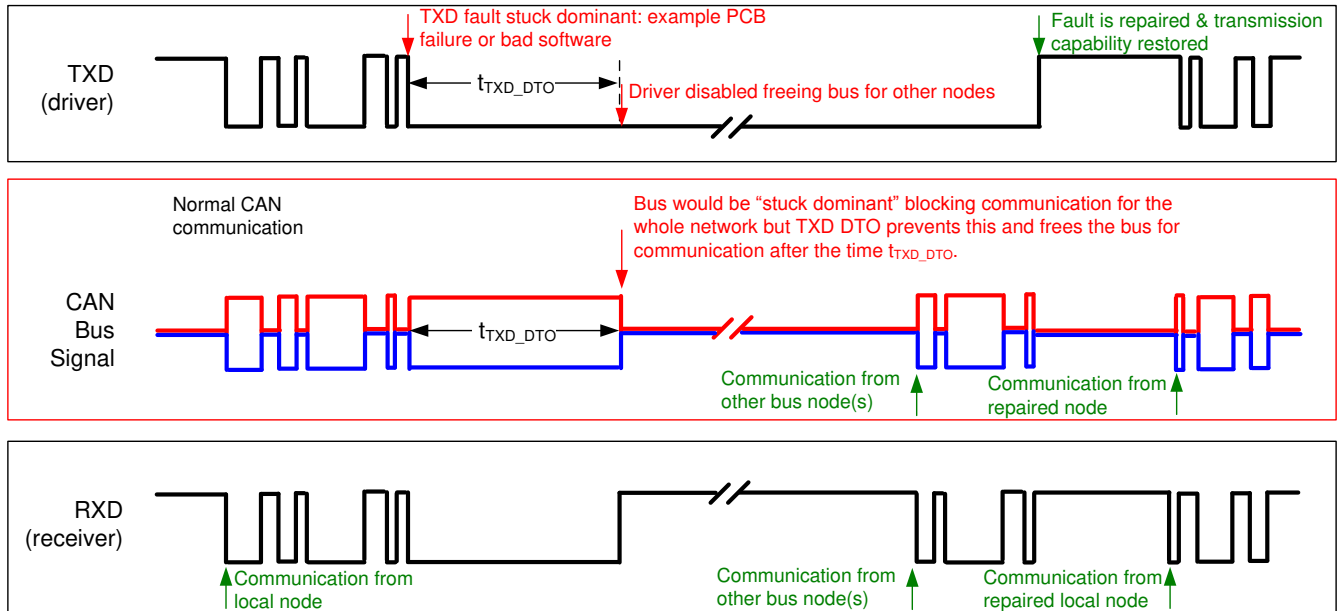 TXD fault stuck dominant: example PCB
failure or bad software
Fault is repaired & transmission
capability restored
TXD
(driver)
tTXD_DTO
Driver disabled freeing bus for other nodes
Normal CAN
communication
Bus would be “stuck dominant” blocking communication for the
whole network but TXD DTO prevents this and frees the bus for
communication after the time tTXD_DTO.
CAN
Bus
Signal
tTXD_DTO
Communication from
other bus node(s)
Communication from
repaired node
RXD
(receiver)
Communication from
local node
Communication from
other bus node(s)
Communication from
repaired local node